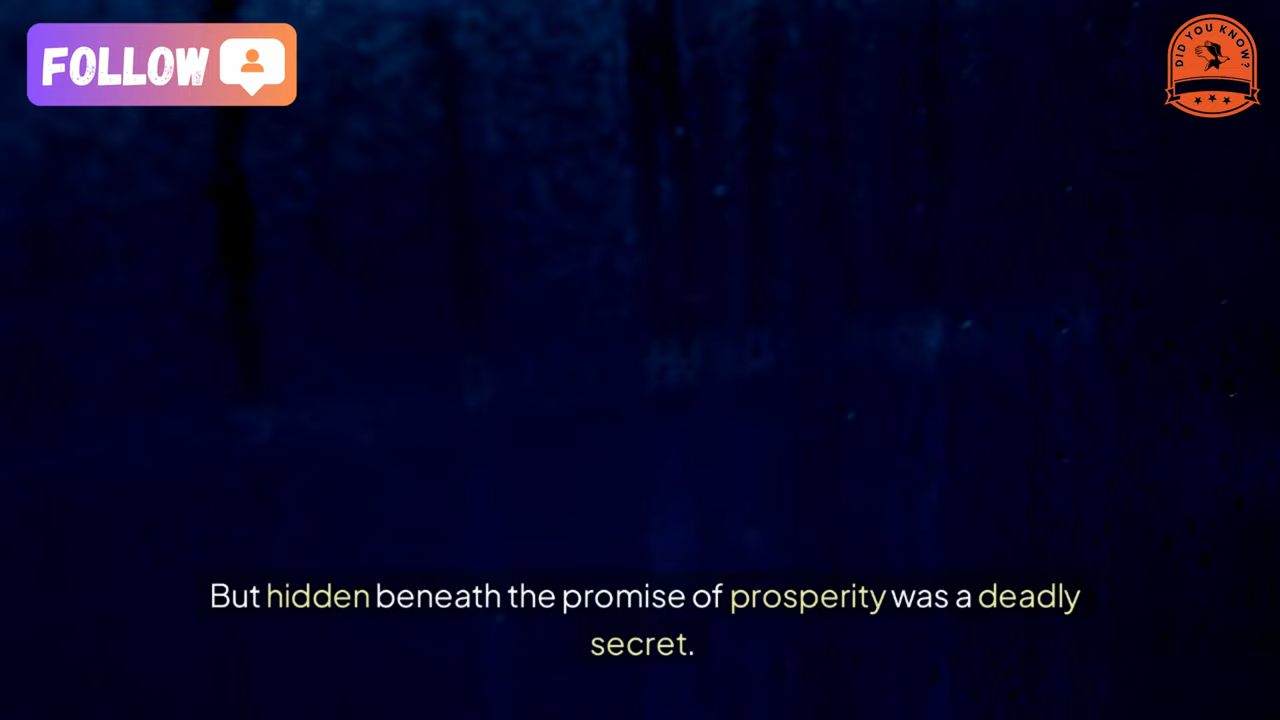 FOLLOW
DID YOU KNOW?
But hidden beneath the promise of prosperity was a deadly
secret.